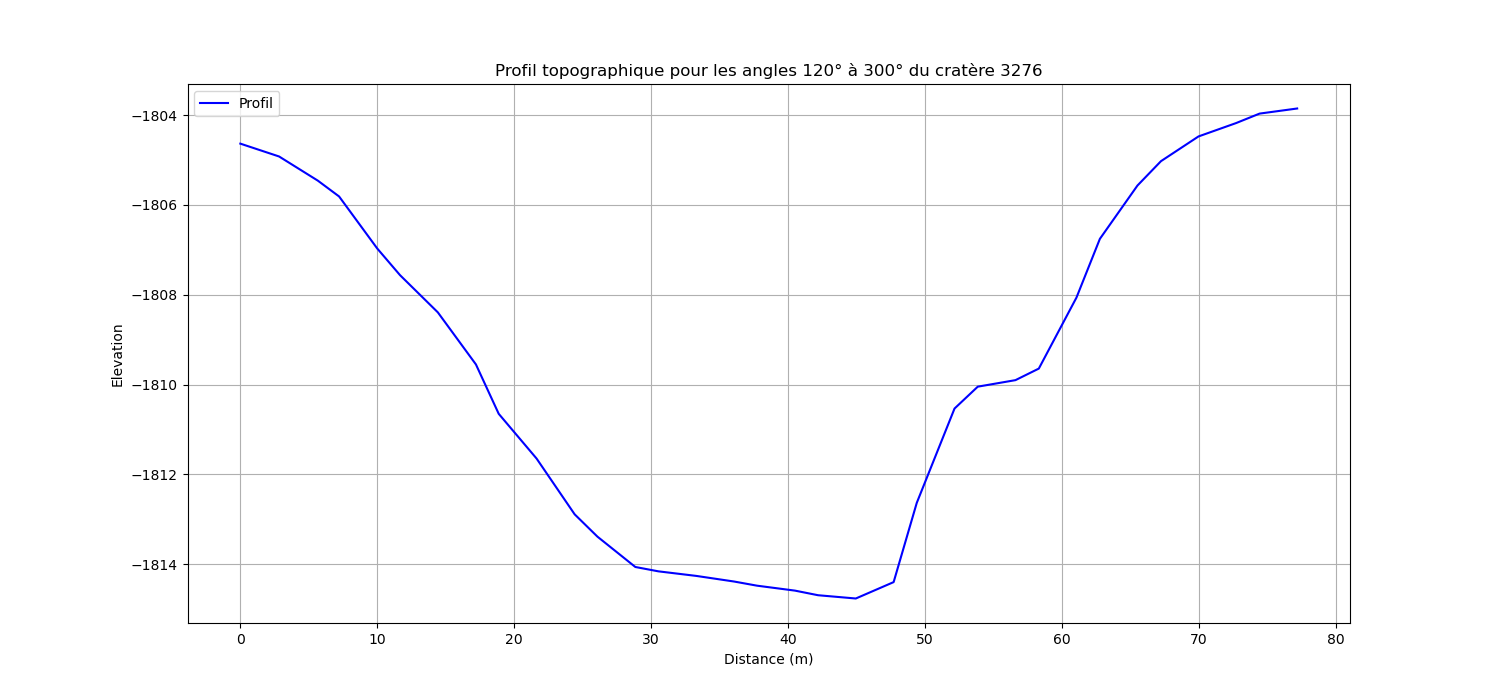 Profil topographique pour les angles 120° à 300° du cratère 3276
Profil
−1804
−1806
−1808
−1810
−1812
−1814
Elevation
0 10 20 30 40 50 60 70 80
Distance (m)